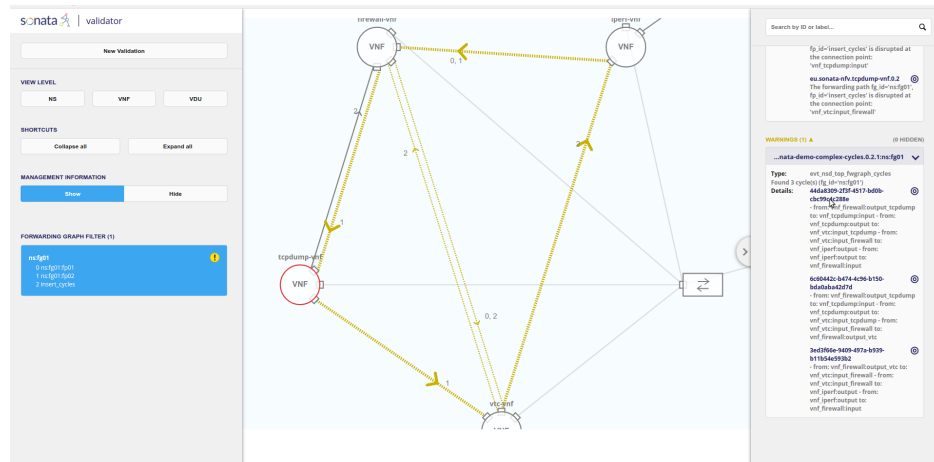 sonata validator
New Validation
VIEW LEVEL
NS VNF VDU
SHORTCUTS
Collapse all Expand all
MANAGEMENT INFORMATION
Show Hide
FORWARDING GRAPH FILTER (1)
ns:fg01
0 ns:fg01:fp01
1 ns:fg01:fp02
2 insert_cycles
firewall-vnf
iperf-vnf
VNF
VNF
0, 1
2
2
2
1
tcpdump-vnf
VNF
0, 2
1
vtc-vnf
VNF
Search by ID or label...
fp_id='insert_cycles' is disrupted at
the connection point:
'vnf_tcpdump:input'
eu.sonata-nfv.tcpdump-vnf.0.2
The forwarding path fg_id='ns:fg01',
fp_id='insert_cycles' is disrupted at
the connection point:
'vnf_vtc:input_firewall'
WARNINGS (1) (0 HIDDEN)
...nata-demo-complex-cycles.0.2.1:ns:fg01
Type: evt_nsd_top_fwgraph_cycles
Found 3 cycle(s) (fg_id='ns:fg01')
Details: 44da8309-2f3f-4517-bd0b-
cbc99c4c288e
- from: vnf_firewall:output_tcpdump
to: vnf_tcpdump:input - from:
vnf_tcpdump:output to:
vnf_vtc:input_tcpdump - from:
vnf_vtc:input_firewall to:
vnf_iperf:output - from:
vnf_iperf:output to:
vnf_firewall:input
6c60442c-b474-4c96-b150-
bda0aba42d7d
- from: vnf_firewall:output_tcpdump
to: vnf_tcpdump:input - from:
vnf_tcpdump:output to:
vnf_vtc:input_tcpdump - from:
vnf_vtc:input_firewall to:
vnf_firewall:output_vtc
3ed3f66e-9409-497a-b939-
b11b54e593b2
- from: vnf_firewall:output_vtc to:
vnf_vtc:input_firewall - from:
vnf_vtc:input_firewall to:
vnf_iperf:output - from:
vnf_iperf:output to:
vnf_firewall:input